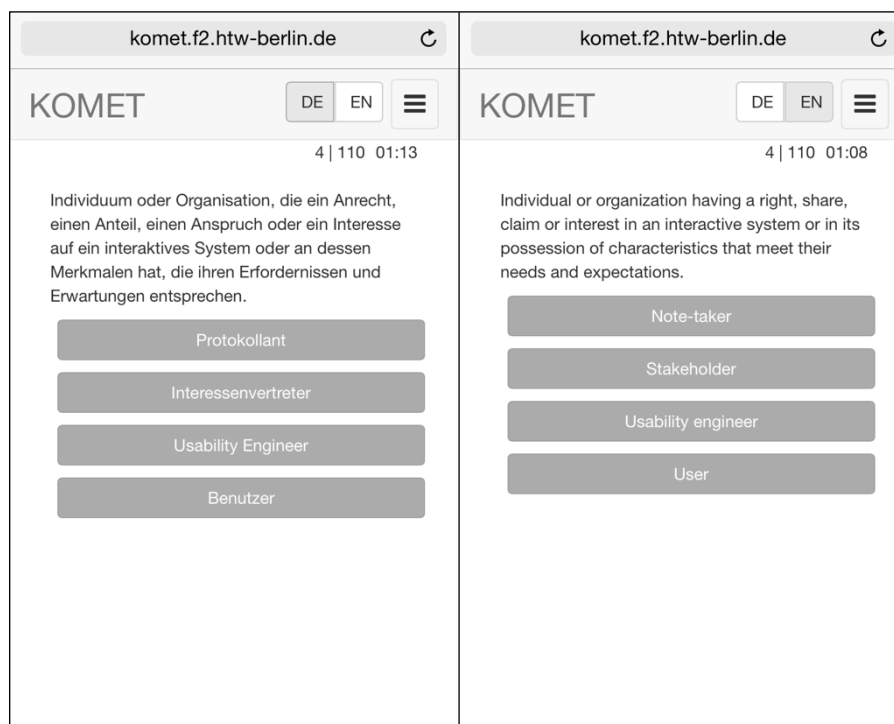 komet.f2.htw-berlin.de
KOMET
DE EN
4 | 110 01:13
Individuum oder Organisation, die ein Anrecht,
einen Anteil, einen Anspruch oder ein Interesse
auf ein interaktives System oder an dessen
Merkmalen hat, die ihren Erfordernissen und
Erwartungen entsprechen.
Protokollant
Interessenvertreter
Usability Engineer
Benutzer
komet.f2.htw-berlin.de
KOMET
DE EN
4 | 110 01:08
Individual or organization having a right, share,
claim or interest in an interactive system or in its
possession of characteristics that meet their
needs and expectations.
Note-taker
Stakeholder
Usability engineer
User